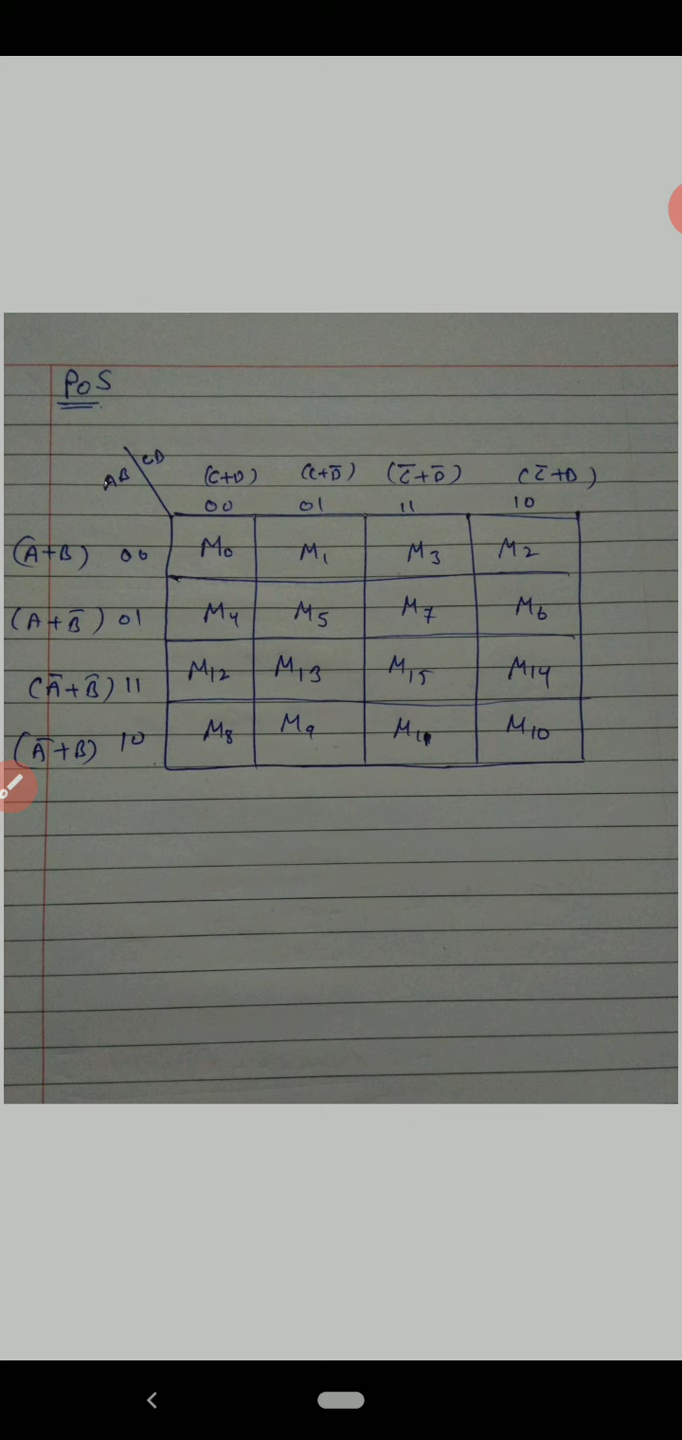 POS
AB CD
(C+D) (C+D̅) (C̅+D̅) (C̅+D)
00 01 11 10
(A+B) 00 M0 M1 M3 M2
(A+B̅) 01 M4 M5 M7 M6
(A̅+B̅) 11 M12 M13 M15 M14
(A̅+B) 10 M8 M9 M11 M10